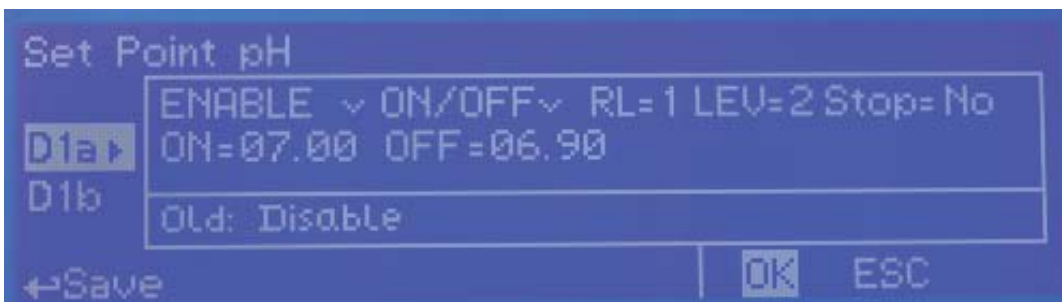 Set Point pH
ENABLE ON/OFF RL=1 LEV=2 Stop=No
D1a ON=07.00 OFF=06.90
D1b
Old: Disable
↵Save OK ESC